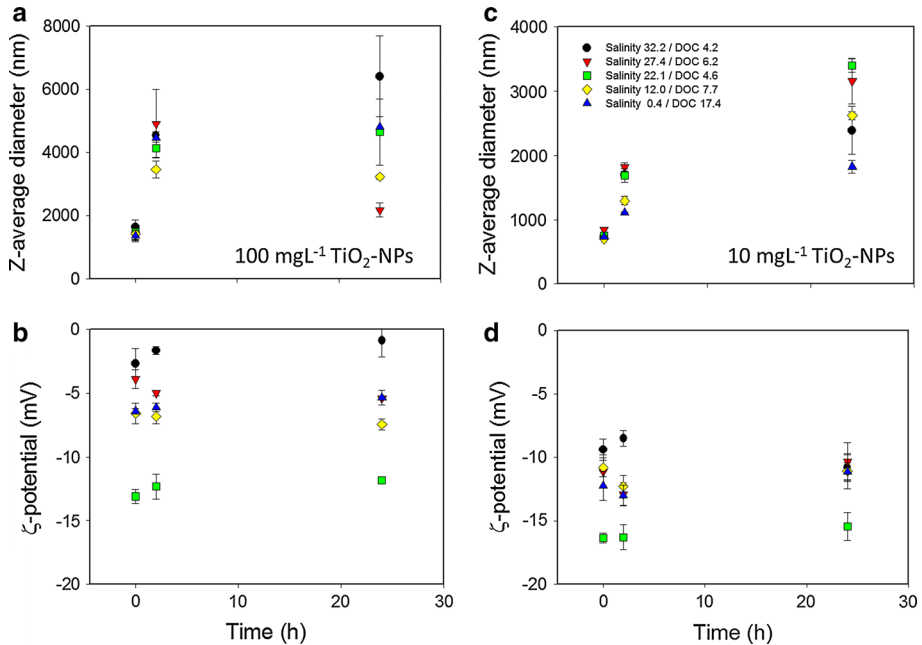 a
Z-average diameter (nm)
8000
6000
4000
2000
0
100 mgL⁻¹ TiO₂-NPs
c
Z-average diameter (nm)
4000
3000
2000
1000
0
Salinity 32.2 / DOC 4.2
Salinity 27.4 / DOC 6.2
Salinity 22.1 / DOC 4.6
Salinity 12.0 / DOC 7.7
Salinity 0.4 / DOC 17.4
10 mgL⁻¹ TiO₂-NPs
b
ζ-potential (mV)
0
-5
-10
-15
-20
0 10 20 30
Time (h)
d
ζ-potential (mV)
0
-5
-10
-15
-20
0 10 20 30
Time (h)